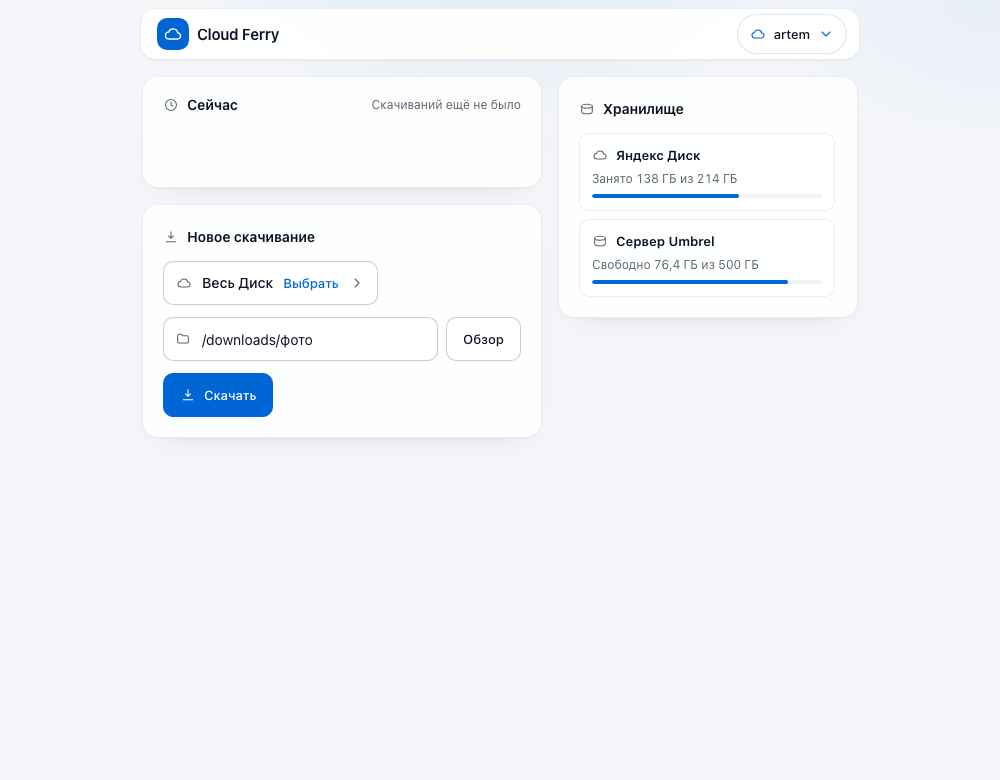 Cloud Ferry
artem
Сейчас
Скачиваний ещё не было
Новое скачивание
Весь Диск Выбрать
/downloads/фото
Обзор
Скачать
Хранилище
Яндекс Диск
Занято 138 ГБ из 214 ГБ
Сервер Umbrel
Свободно 76,4 ГБ из 500 ГБ